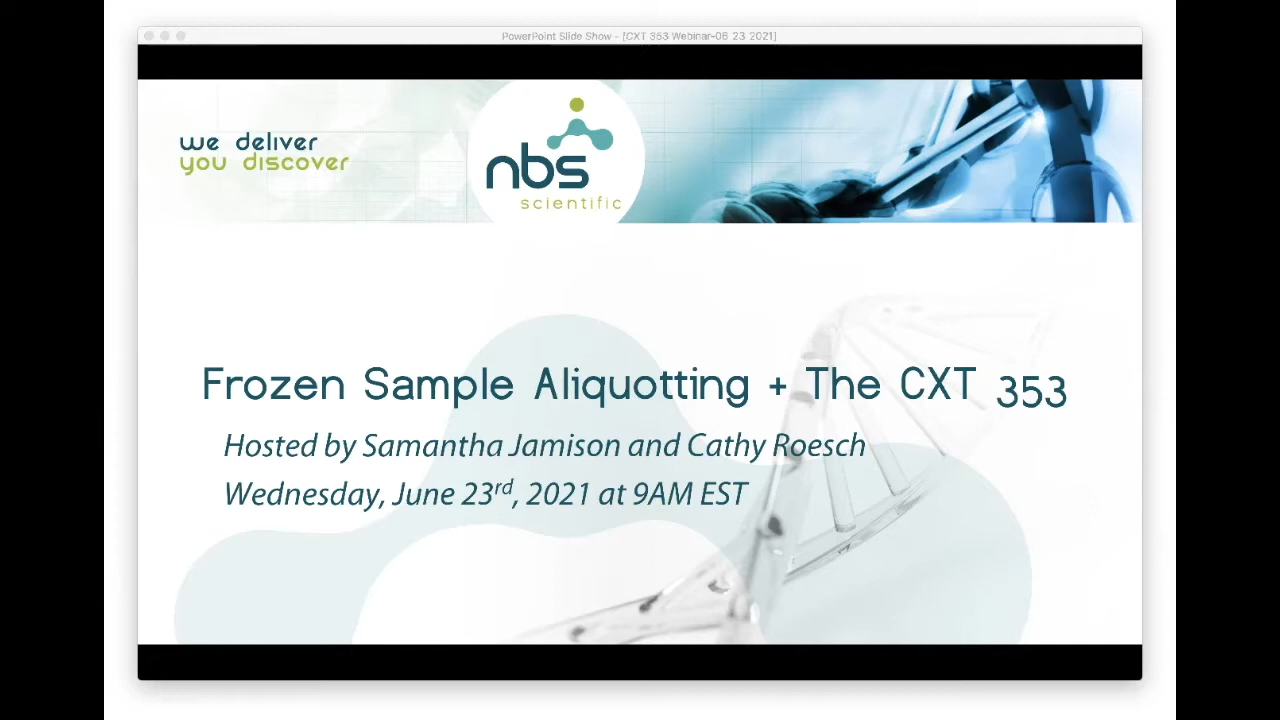 PowerPoint Slide Show - [CXT 353 Webinar-06 23 2021]
we deliver
you discover
nbs
scientific
Frozen Sample Aliquotting + The CXT 353
Hosted by Samantha Jamison and Cathy Roesch
Wednesday, June 23rd, 2021 at 9AM EST